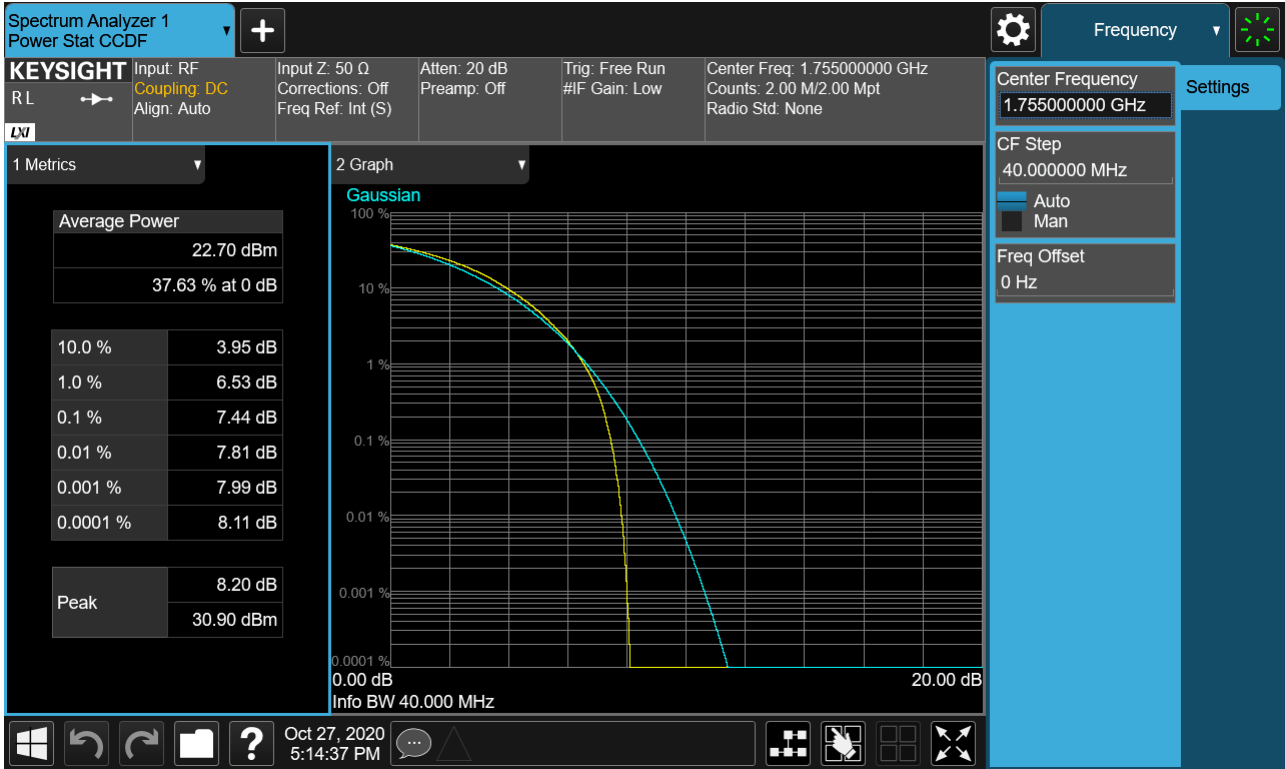 Spectrum Analyzer 1
Power Stat CCDF
Frequency
KEYSIGHT
R L
LXI
Input: RF
Coupling: DC
Align: Auto
Input Z: 50 Ω
Corrections: Off
Freq Ref: Int (S)
Atten: 20 dB
Preamp: Off
Trig: Free Run
#IF Gain: Low
Center Freq: 1.755000000 GHz
Counts: 2.00 M/2.00 Mpt
Radio Std: None
Center Frequency
1.755000000 GHz
Settings
CF Step
40.000000 MHz
Auto
Man
Freq Offset
0 Hz
1 Metrics
Average Power
22.70 dBm
37.63 % at 0 dB
10.0 % 3.95 dB
1.0 % 6.53 dB
0.1 % 7.44 dB
0.01 % 7.81 dB
0.001 % 7.99 dB
0.0001 % 8.11 dB
Peak
8.20 dB
30.90 dBm
2 Graph
Gaussian
100 %
10 %
1 %
0.1 %
0.01 %
0.001 %
0.0001 %
0.00 dB 20.00 dB
Info BW 40.000 MHz
?
Oct 27, 2020
5:14:37 PM